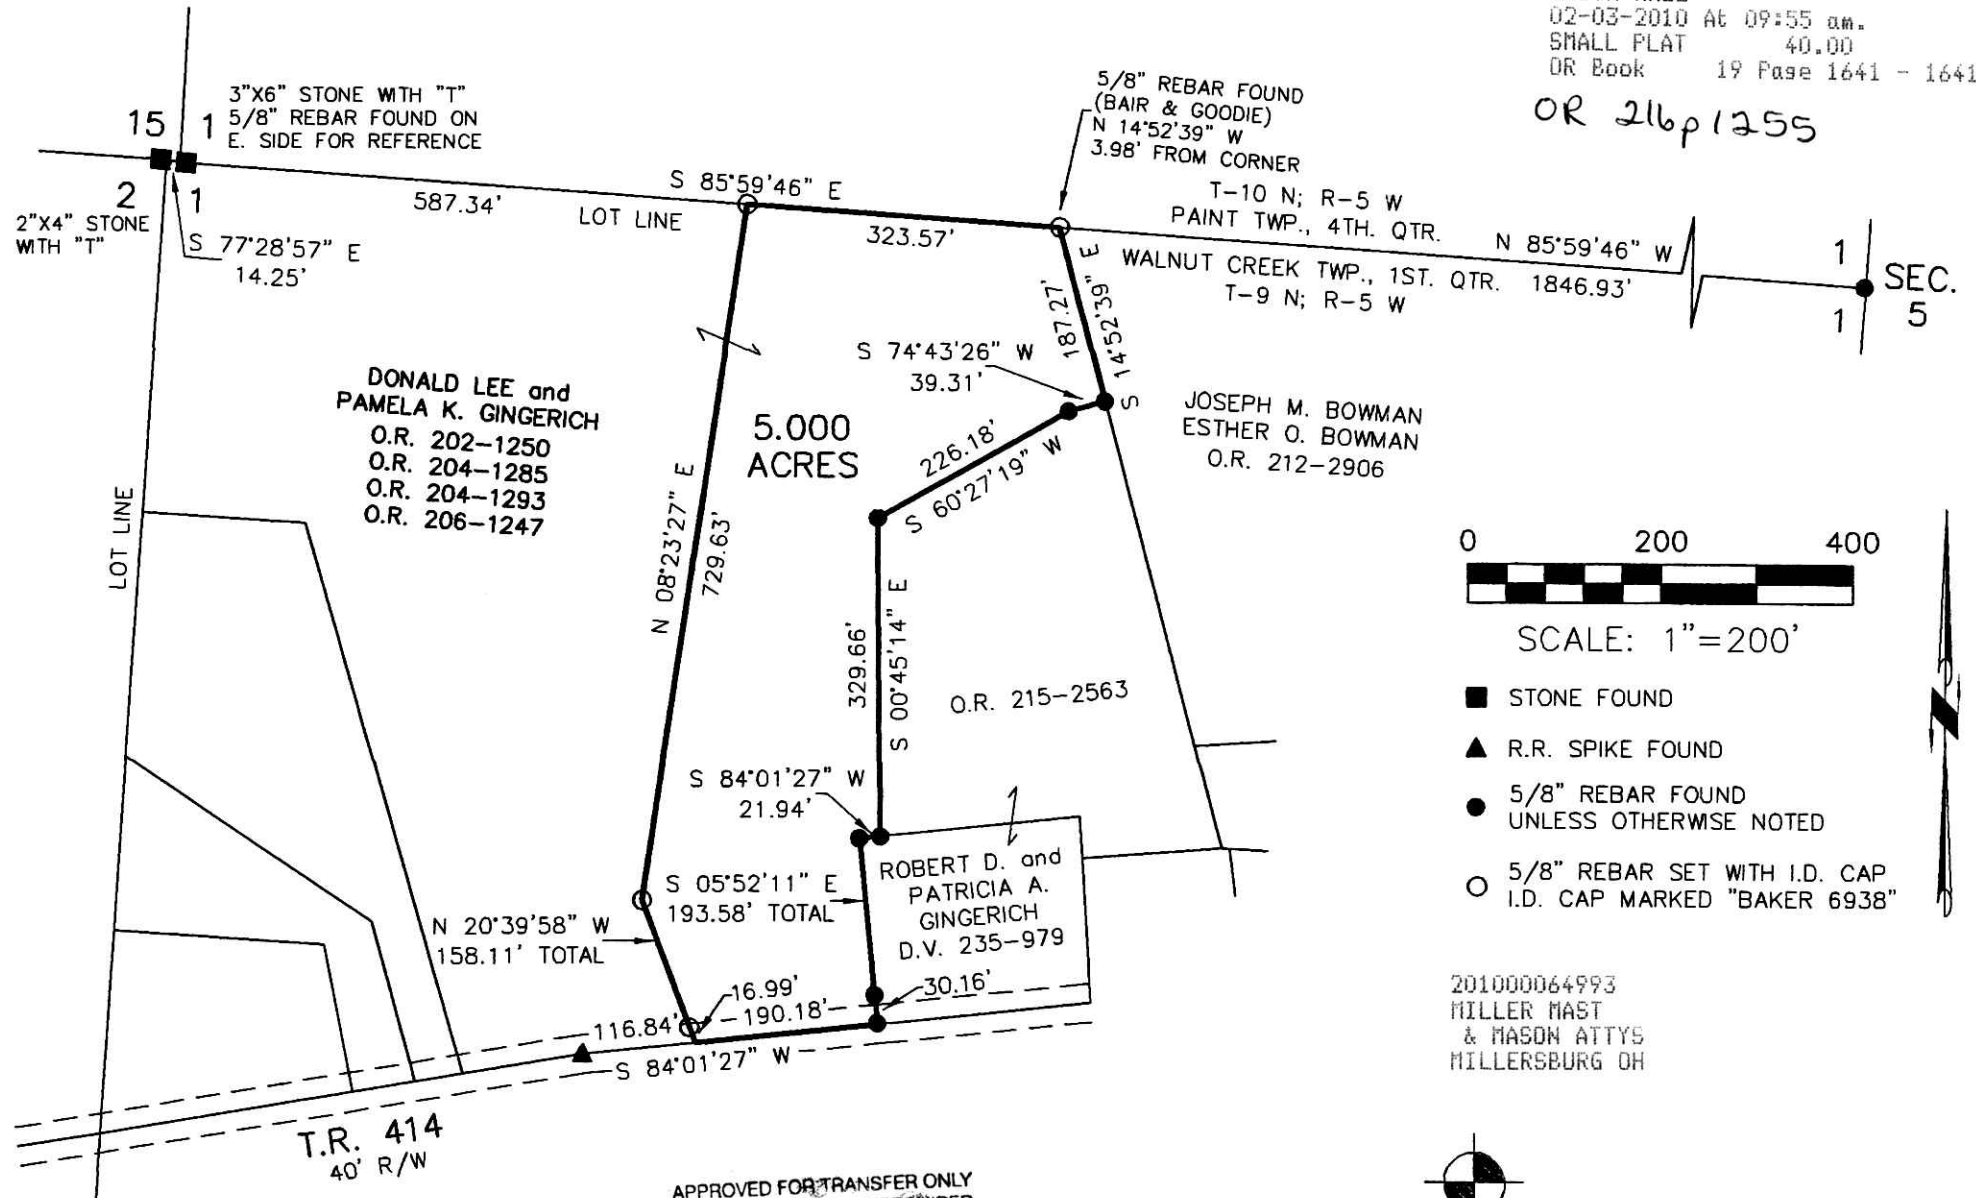 02-03-2010 At 09:55 am.
SMALL PLAT 40.00
OR Book 19 Page 1641 - 1641
OR 216p1255
15 1
2 1
3"X6" STONE WITH "T"
5/8" REBAR FOUND ON
E. SIDE FOR REFERENCE
2"X4" STONE
WITH "T"
S 77°28'57" E
14.25'
587.34'
LOT LINE
S 85°59'46" E
323.57'
5/8" REBAR FOUND
(BAIR & GOODIE)
N 14°52'39" W
3.98' FROM CORNER
T-10 N; R-5 W
PAINT TWP., 4TH. QTR.
N 85°59'46" W
WALNUT CREEK TWP., 1ST. QTR. 1846.93'
T-9 N; R-5 W
1
1
SEC.
5
187.27'
S 14°52'39" E
S 74°43'26" W
39.31'
DONALD LEE and
PAMELA K. GINGERICH
O.R. 202-1250
O.R. 204-1285
O.R. 204-1293
O.R. 206-1247
5.000
ACRES
226.18'
S 60°27'19" W
JOSEPH M. BOWMAN
ESTHER O. BOWMAN
O.R. 212-2906
LOT LINE
N 08°23'27" E
729.63'
329.66'
S 00°45'14" E
O.R. 215-2563
0 200 400
SCALE: 1"=200'
STONE FOUND
R.R. SPIKE FOUND
5/8" REBAR FOUND
UNLESS OTHERWISE NOTED
5/8" REBAR SET WITH I.D. CAP
I.D. CAP MARKED "BAKER 6938"
S 84°01'27" W
21.94'
S 05°52'11" E
193.58' TOTAL
ROBERT D. and
PATRICIA A.
GINGERICH
D.V. 235-979
N 20°39'58" W
158.11' TOTAL
16.99'
30.16'
116.84'
190.18'
S 84°01'27" W
T.R. 414
40' R/W
201000064993
MILLER MAST
& MASON ATTYS
MILLERSBURG OH
APPROVED FOR TRANSFER ONLY